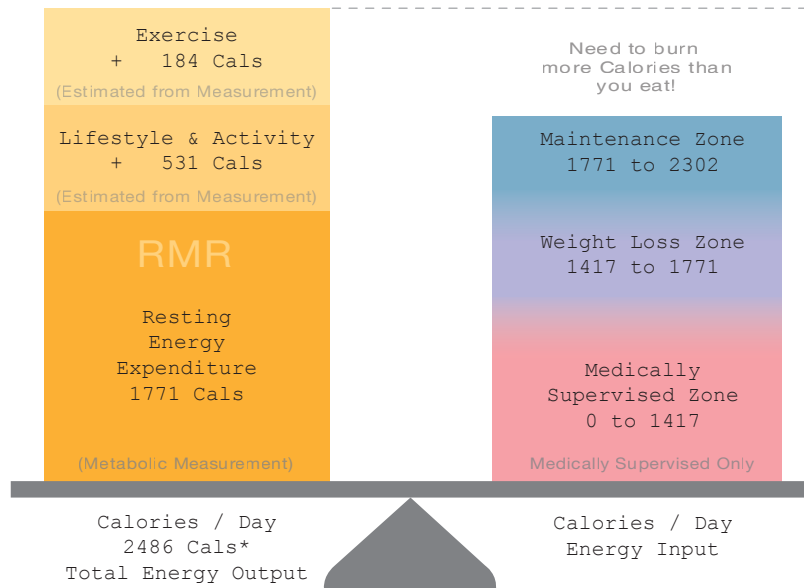 Exercise
+ 184 Cals
(Estimated from Measurement)
Lifestyle & Activity
+ 531 Cals
(Estimated from Measurement)
RMR
Resting
Energy
Expenditure
1771 Cals
(Metabolic Measurement)
Calories / Day
2486 Cals*
Total Energy Output
Need to burn
more Calories than
you eat!
Maintenance Zone
1771 to 2302
Weight Loss Zone
1417 to 1771
Medically
Supervised Zone
0 to 1417
Medically Supervised Only
Calories / Day
Energy Input